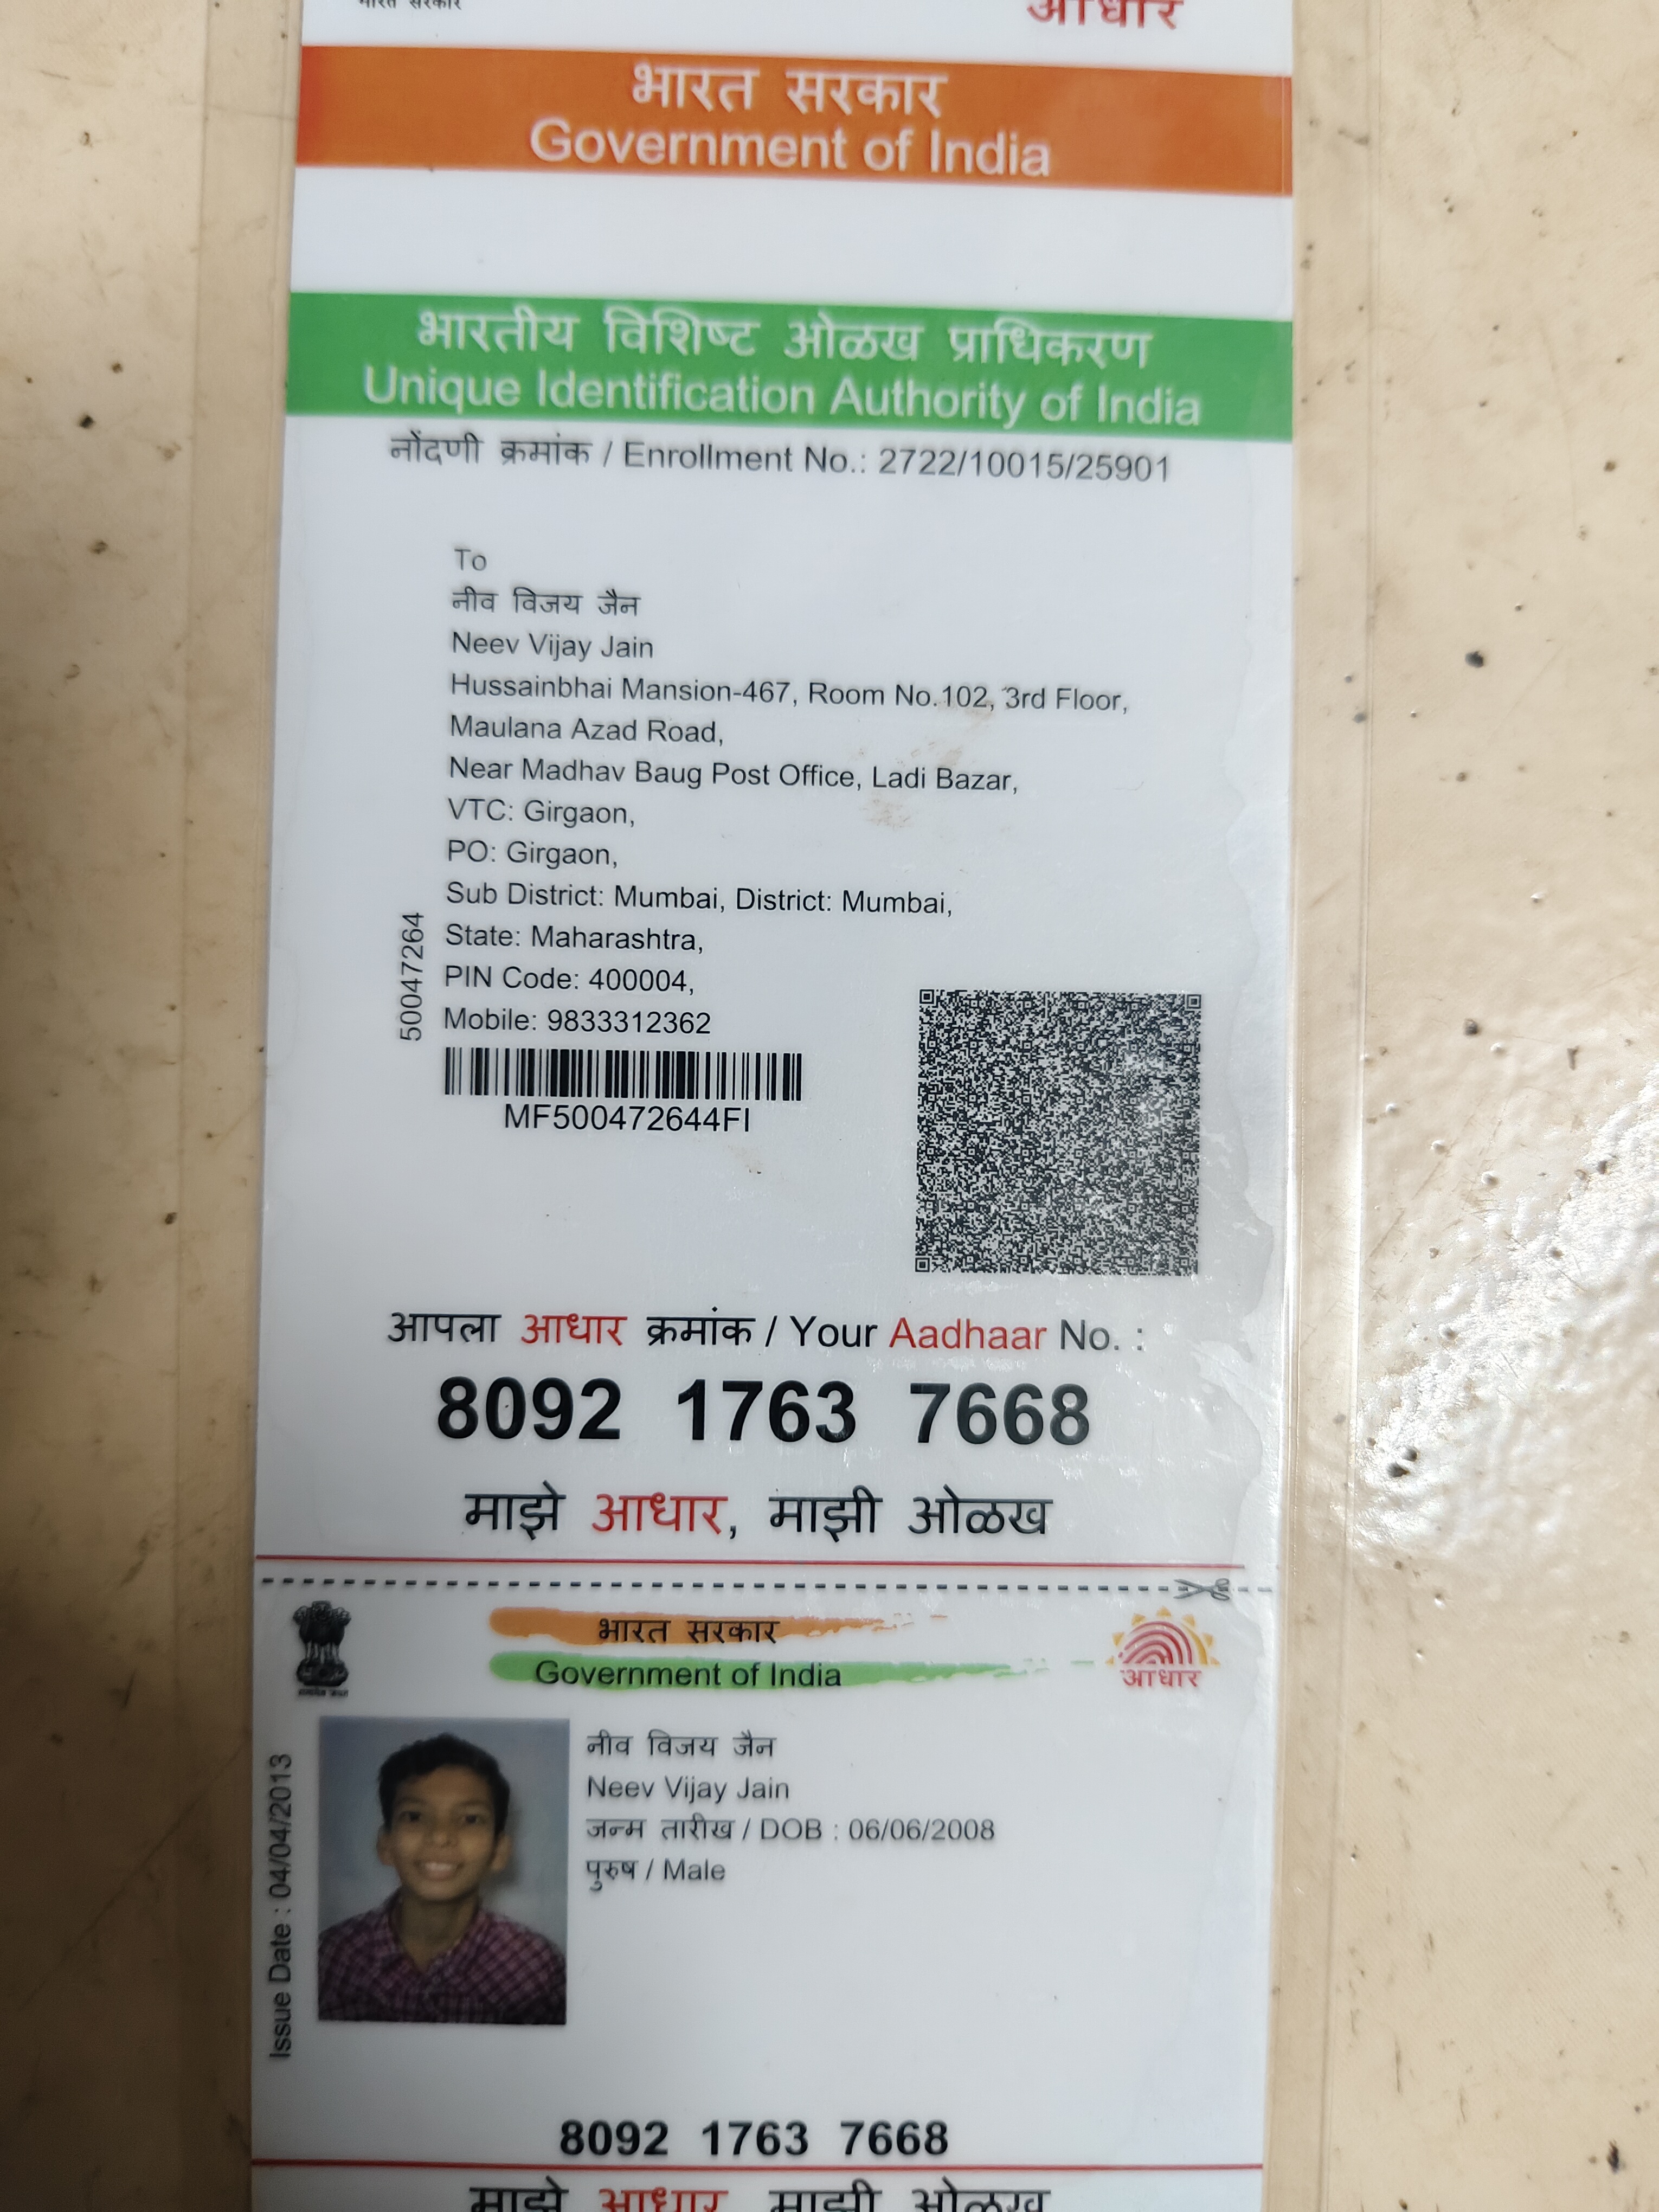 भारत सरकार
आधार
भारत सरकार
Government of India
भारतीय विशिष्ट ओळख प्राधिकरण
Unique Identification Authority of India
नोंदणी क्रमांक / Enrollment No.: 2722/10015/25901
To
नीव विजय जैन
Neev Vijay Jain
Hussainbhai Mansion-467, Room No.102, 3rd Floor,
Maulana Azad Road,
Near Madhav Baug Post Office, Ladi Bazar,
VTC: Girgaon,
PO: Girgaon,
Sub District: Mumbai, District: Mumbai,
State: Maharashtra,
PIN Code: 400004,
Mobile: 9833312362
50047264
MF500472644FI
आपला आधार क्रमांक / Your Aadhaar No. :
8092 1763 7668
माझे आधार, माझी ओळख
भारत सरकार
Government of India
आधार
नीव विजय जैन
Neev Vijay Jain
जन्म तारीख / DOB : 06/06/2008
पुरुष / Male
Issue Date : 04/04/2013
8092 1763 7668
माझे आधार, माझी ओळख